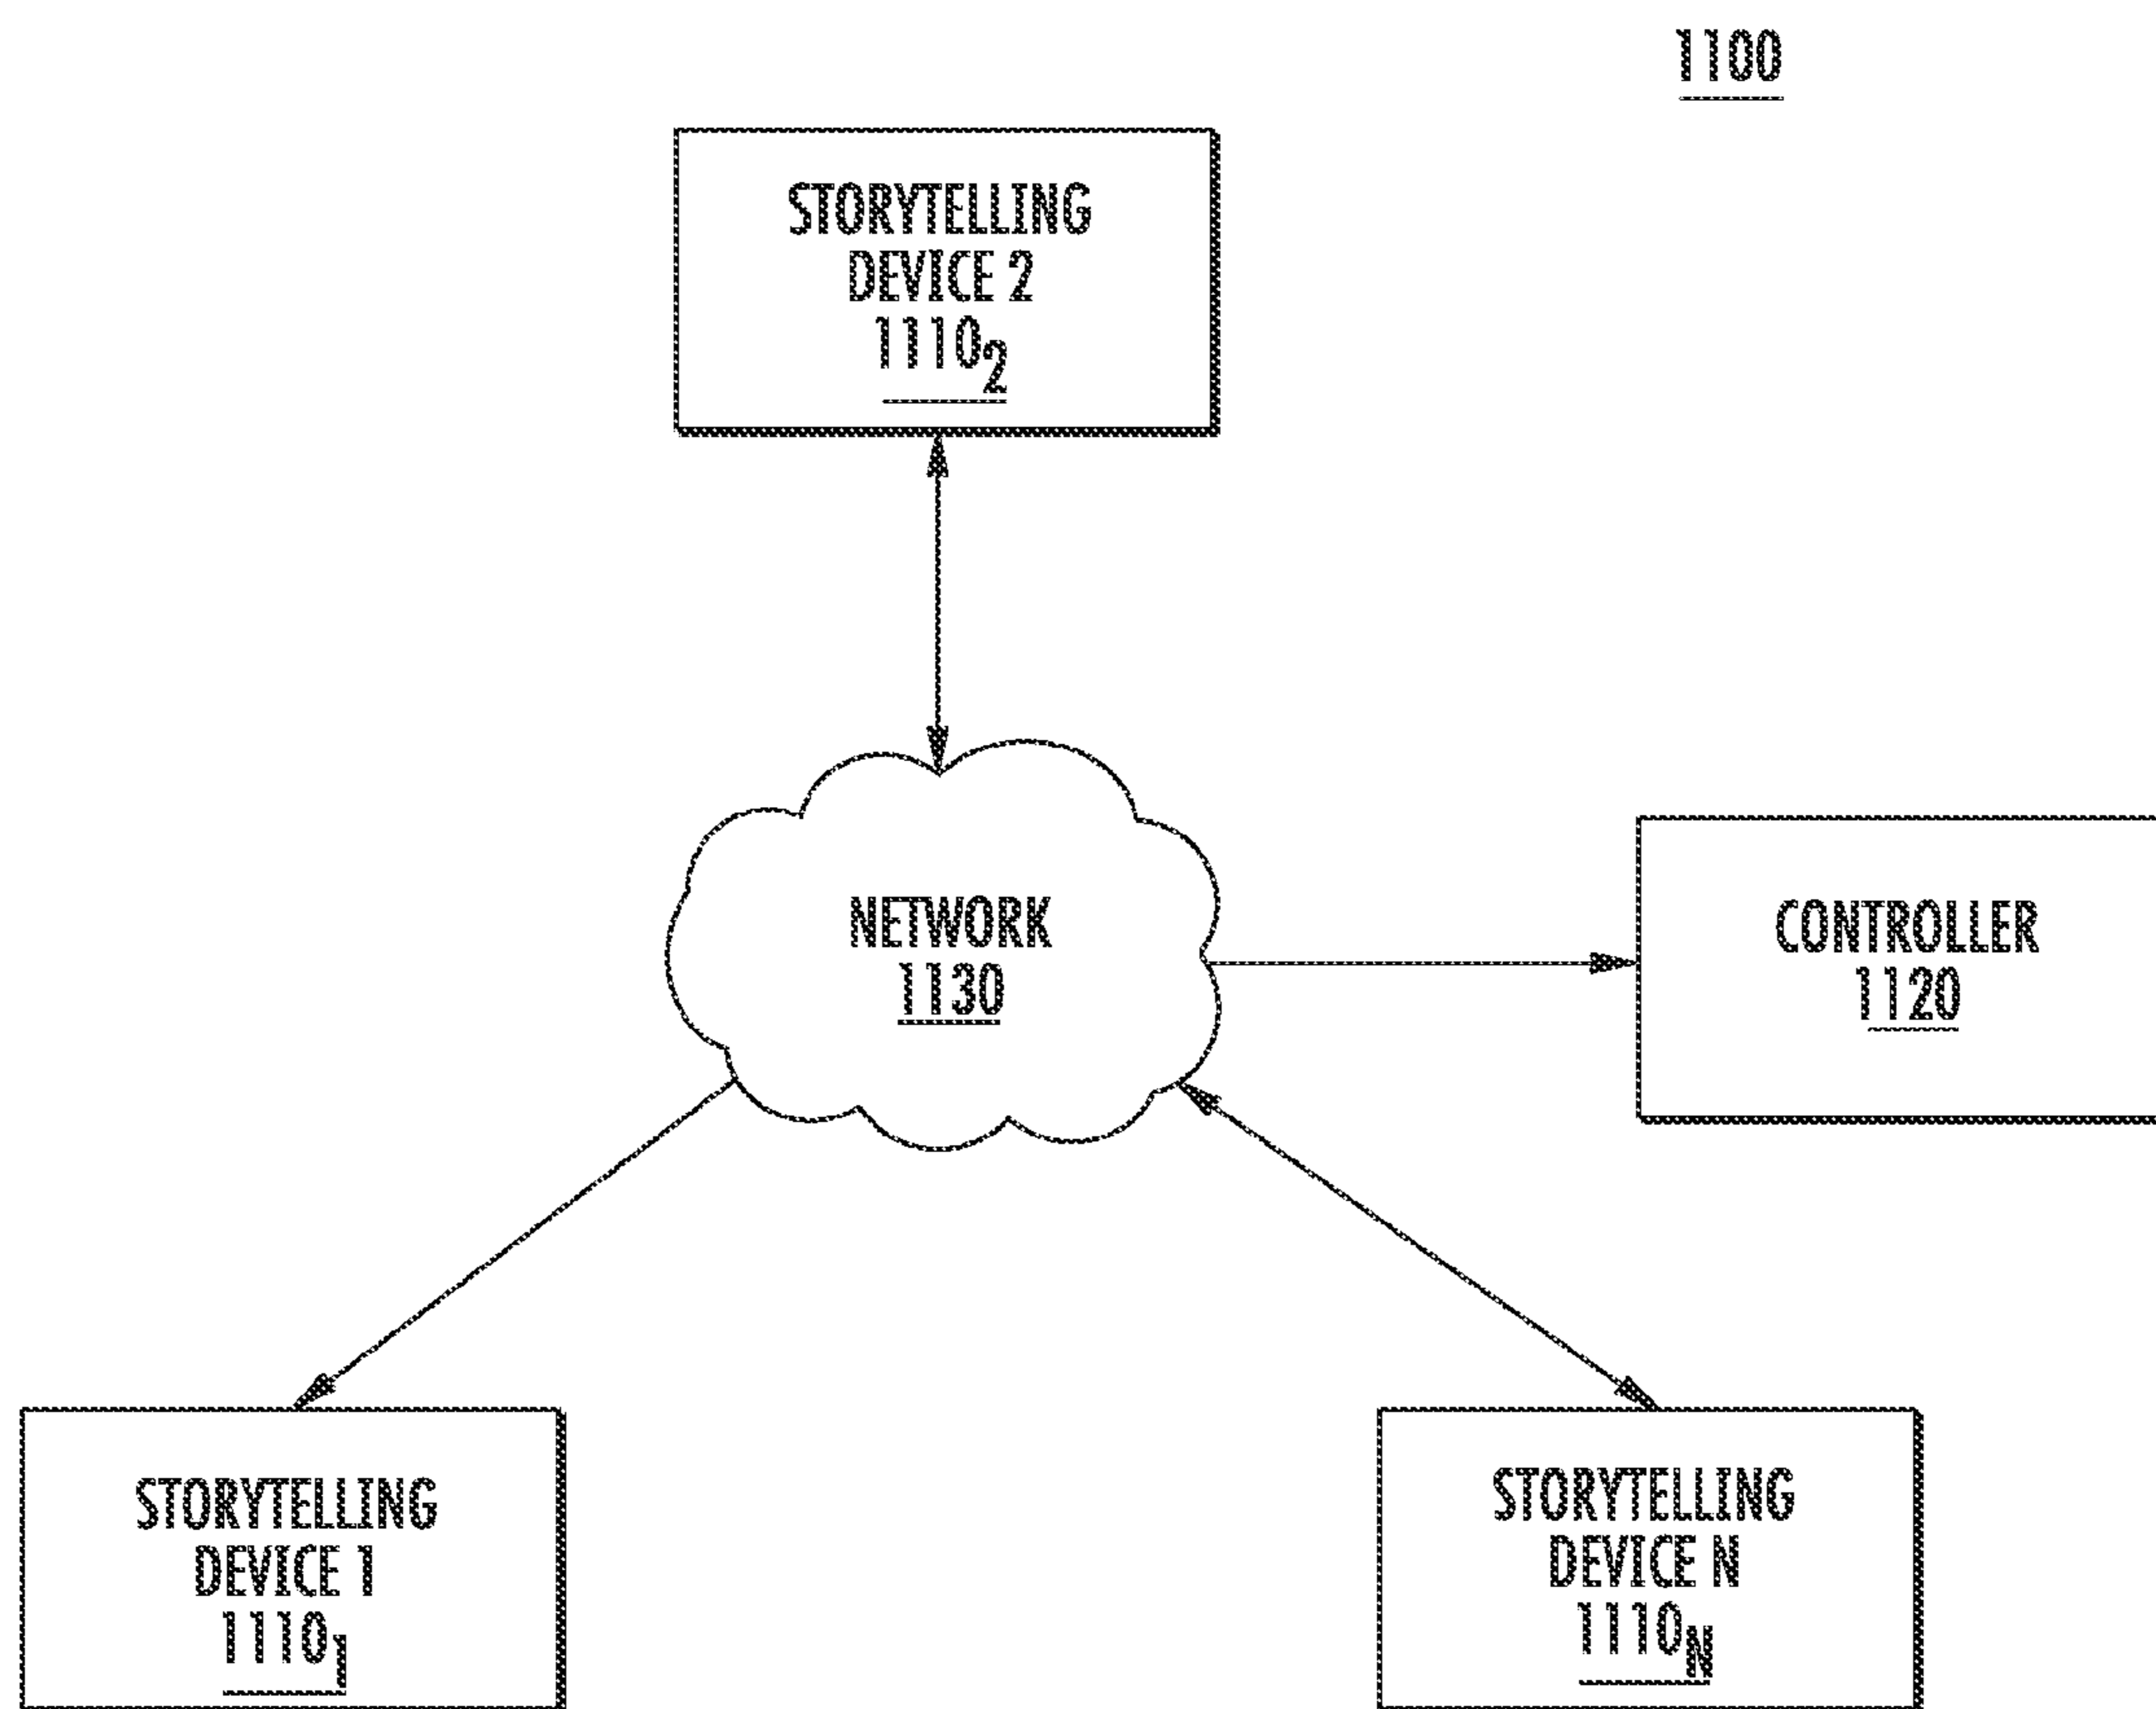 1100
STORYTELLING
DEVICE 2
1110₂
NETWORK
1130
CONTROLLER
1120
STORYTELLING
DEVICE 1
1110₁
STORYTELLING
DEVICE N
1110N